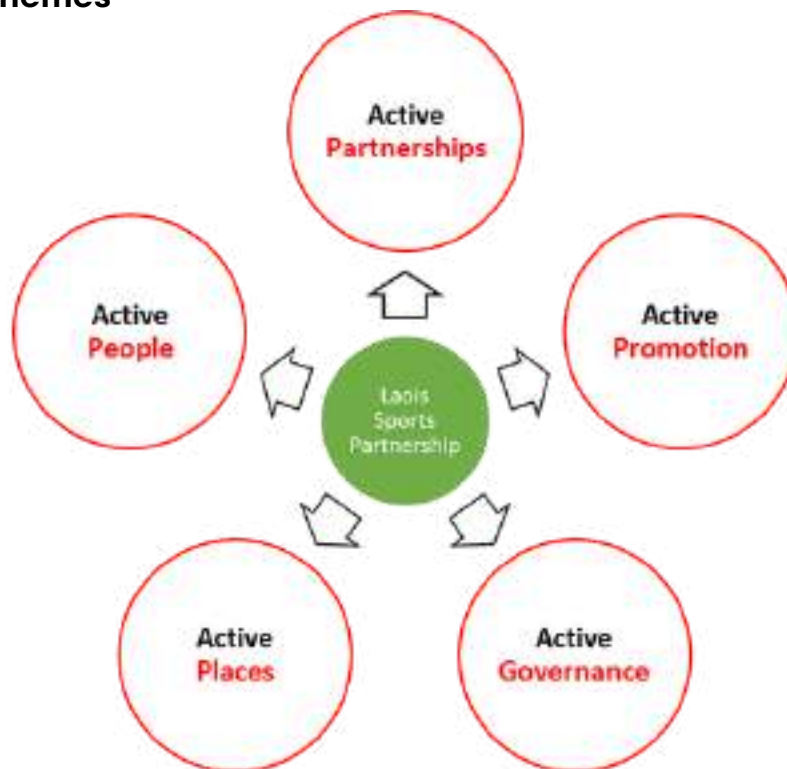 Active
Partnerships
Active
People
Active
Promotion
Laois
Sports
Partnership
Active
Places
Active
Governance